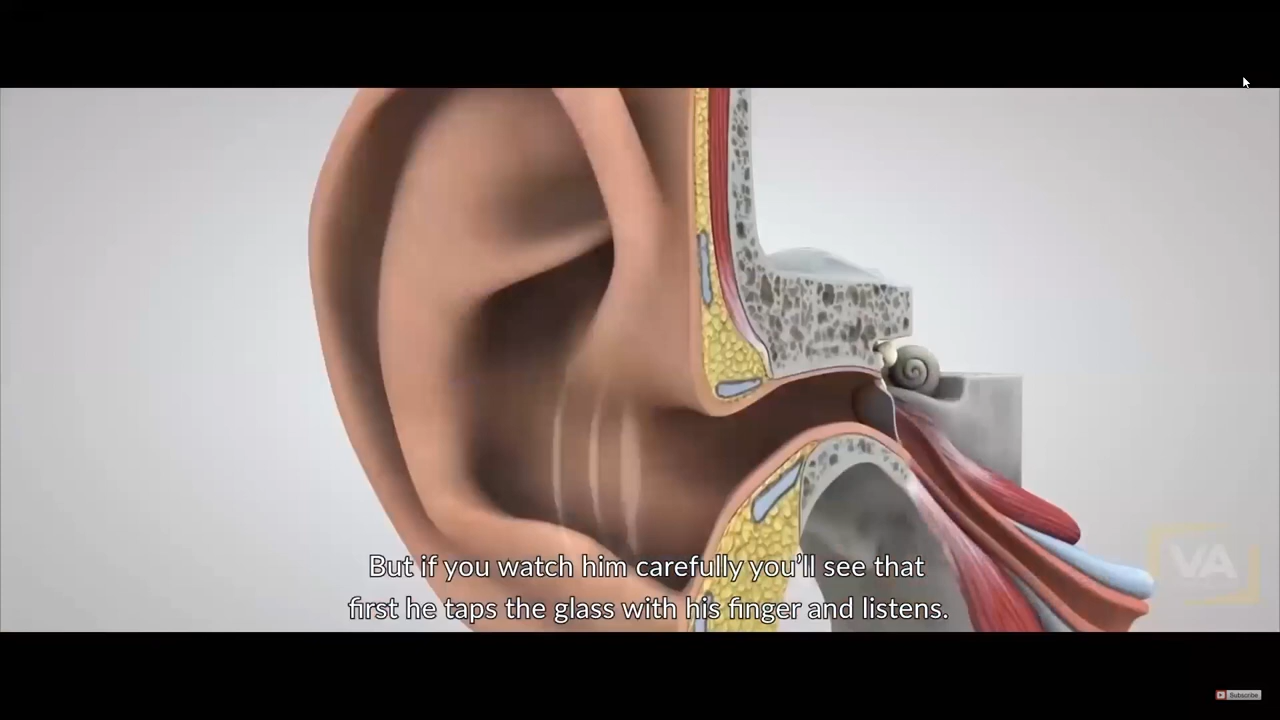 But if you watch him carefully you'll see that
first he taps the glass with his finger and listens.
VA
Subscribe